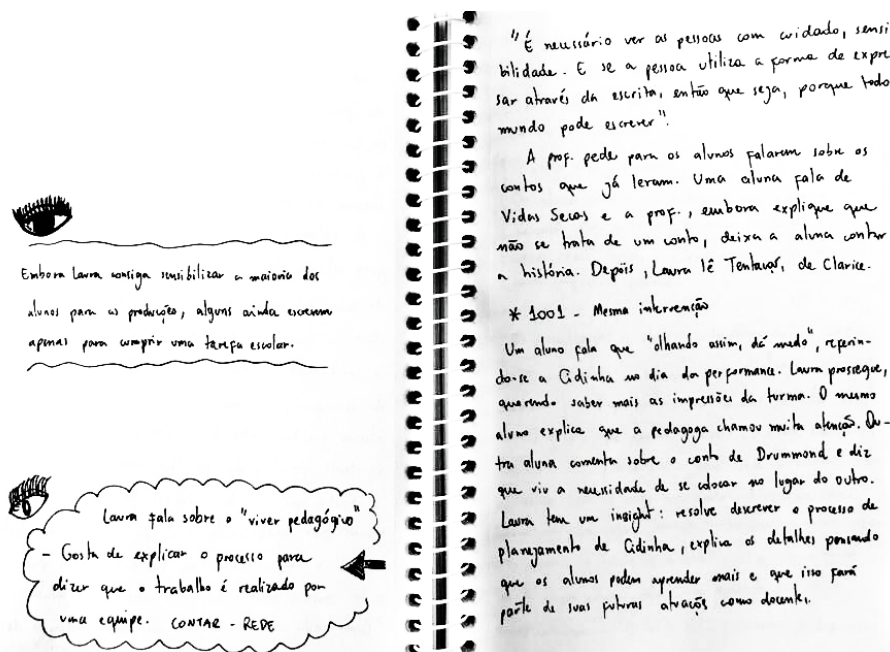 Embora Laura consiga sensibilizar a maioria dos
alunos para as produções, alguns ainda escrevem
apenas para cumprir uma tarefa escolar.
Laura fala sobre o "viver pedagógico"
- Gosta de explicar o processo para
dizer que o trabalho é realizado por
uma equipe. CONTAR - REDE
"É necessário ver as pessoas com cuidado, sensi
bilidade. E se a pessoa utiliza a forma de expre
sar através da escrita, então que seja, porque todo
mundo pode escrever".
A prof. pede para os alunos falarem sobre os
contos que já leram. Uma aluna fala de
Vidas Secas e a prof., embora explique que
não se trata de um conto, deixa a aluna contar
a história. Depois, Laura lê Tentação, de Clarice.
* 1001 - Mesma intervenção
Um aluno fala que "olhando assim, dá medo", referin-
do-se a Cidinha no dia da performance. Laura prossegue,
querendo saber mais as impressões da turma. O mesmo
aluno explica que a pedagoga chamou muita atenção. Ou-
tra aluna comenta sobre o conto de Drummond e diz
que viu a necessidade de se colocar no lugar do outro.
Laura tem um insight: resolve descrever o processo de
planejamento de Cidinha, explica os detalhes pensando
que os alunos podem aprender mais e que isso fará
parte de suas futuras atuações como docentes.